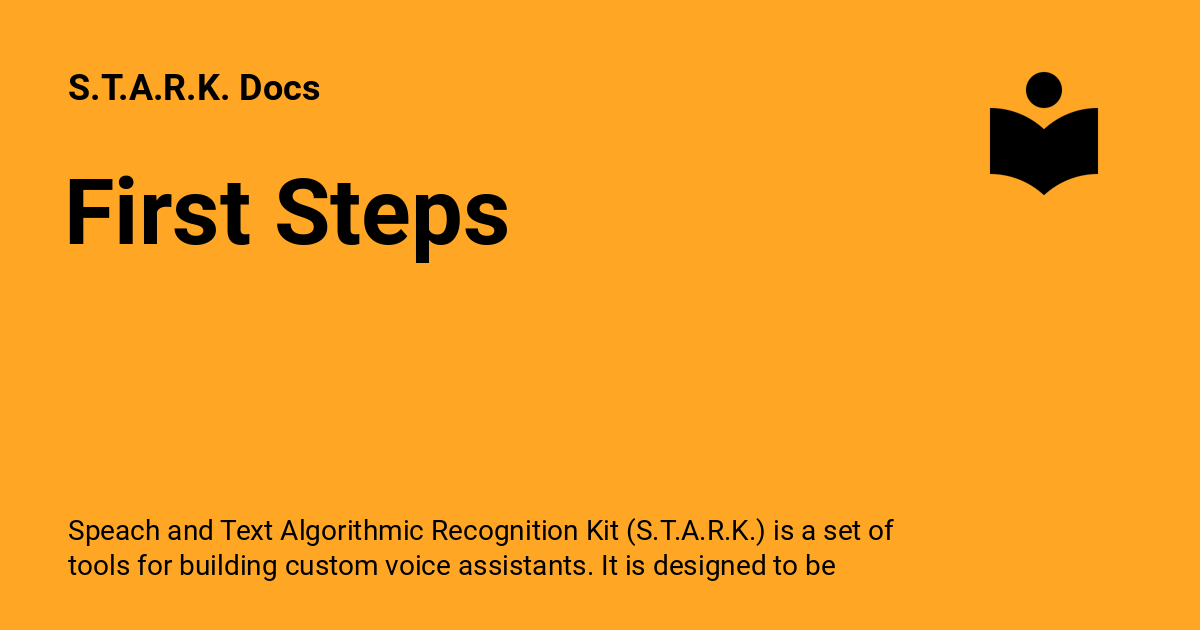 S.T.A.R.K. Docs
First Steps
Speach and Text Algorithmic Recognition Kit (S.T.A.R.K.) is a set of
tools for building custom voice assistants. It is designed to be